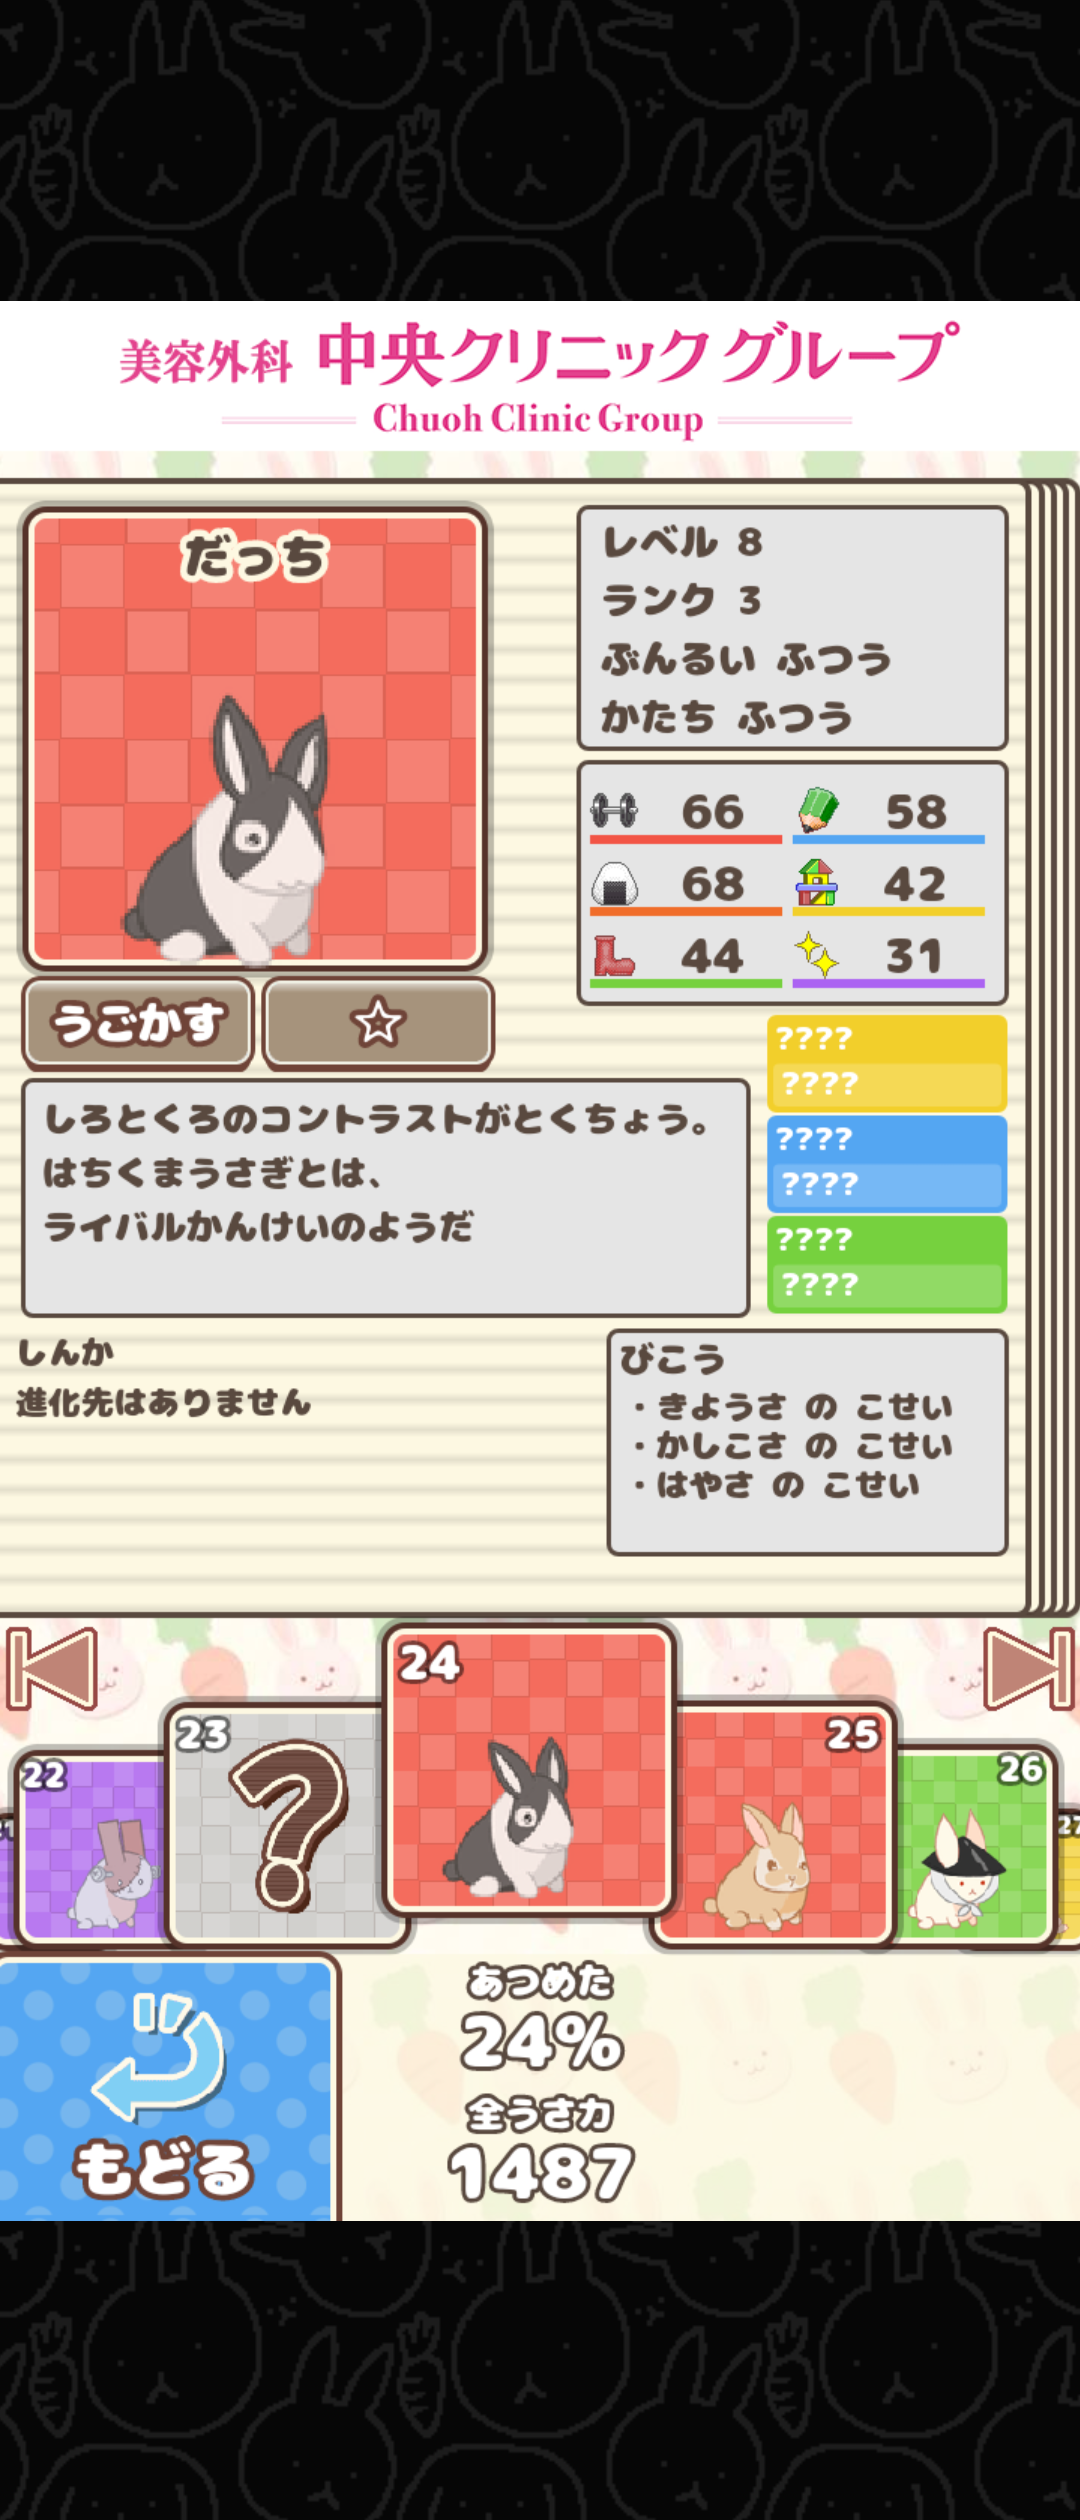 美容外科 中央クリニックグループ
Chuoh Clinic Group
だっち
レベル 8
ランク 3
ぶんるい ふつう
かたち ふつう
66 58
68 42
44 31
うごかす
????
????
????
????
????
????
しろとくろのコントラストがとくちょう。
はちくまうさぎとは、
ライバルかんけいのようだ
しんか
進化先はありません
びこう
・きようさ の こせい
・かしこさ の こせい
・はやさ の こせい
22 23 24 25 26 27
?
もどる
あつめた
24%
全うさ力
1487